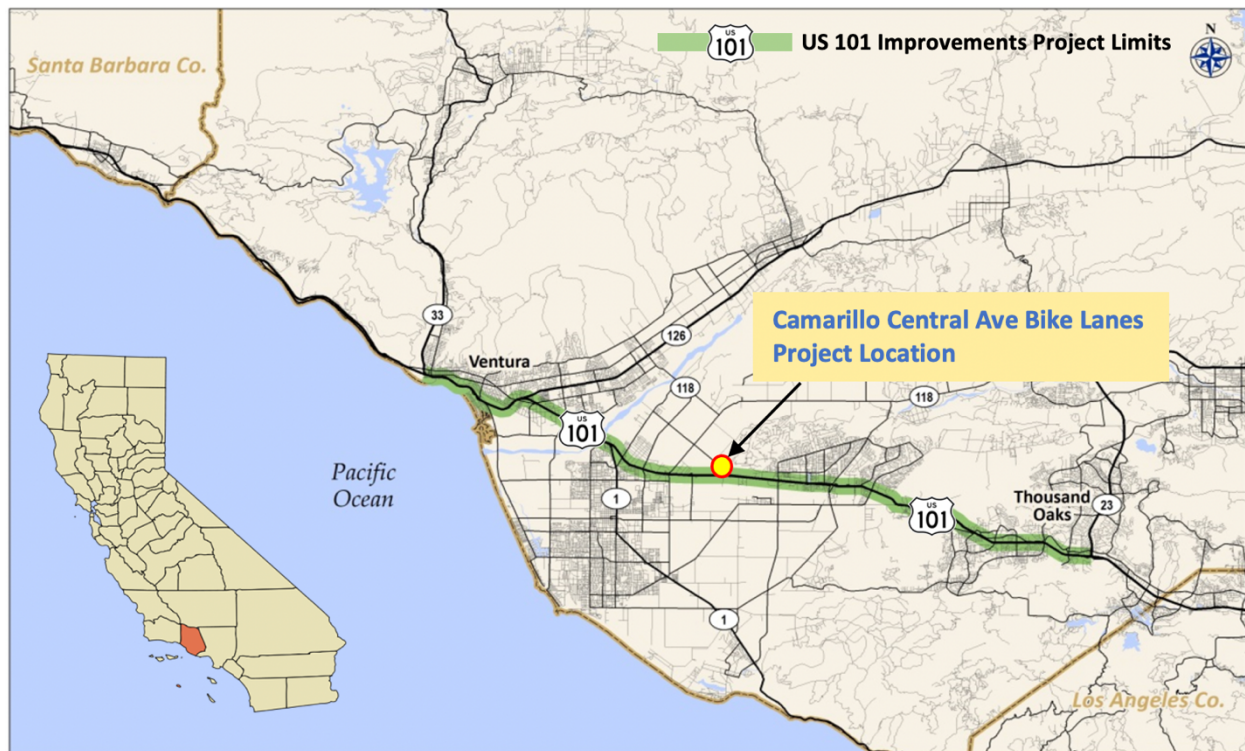 US
101
US 101 Improvements Project Limits
N
Santa Barbara Co.
Camarillo Central Ave Bike Lanes
Project Location
33
126
Ventura
118
118
US
101
Pacific
Ocean
1
Thousand
Oaks
23
US
101
1
Los Angeles Co.